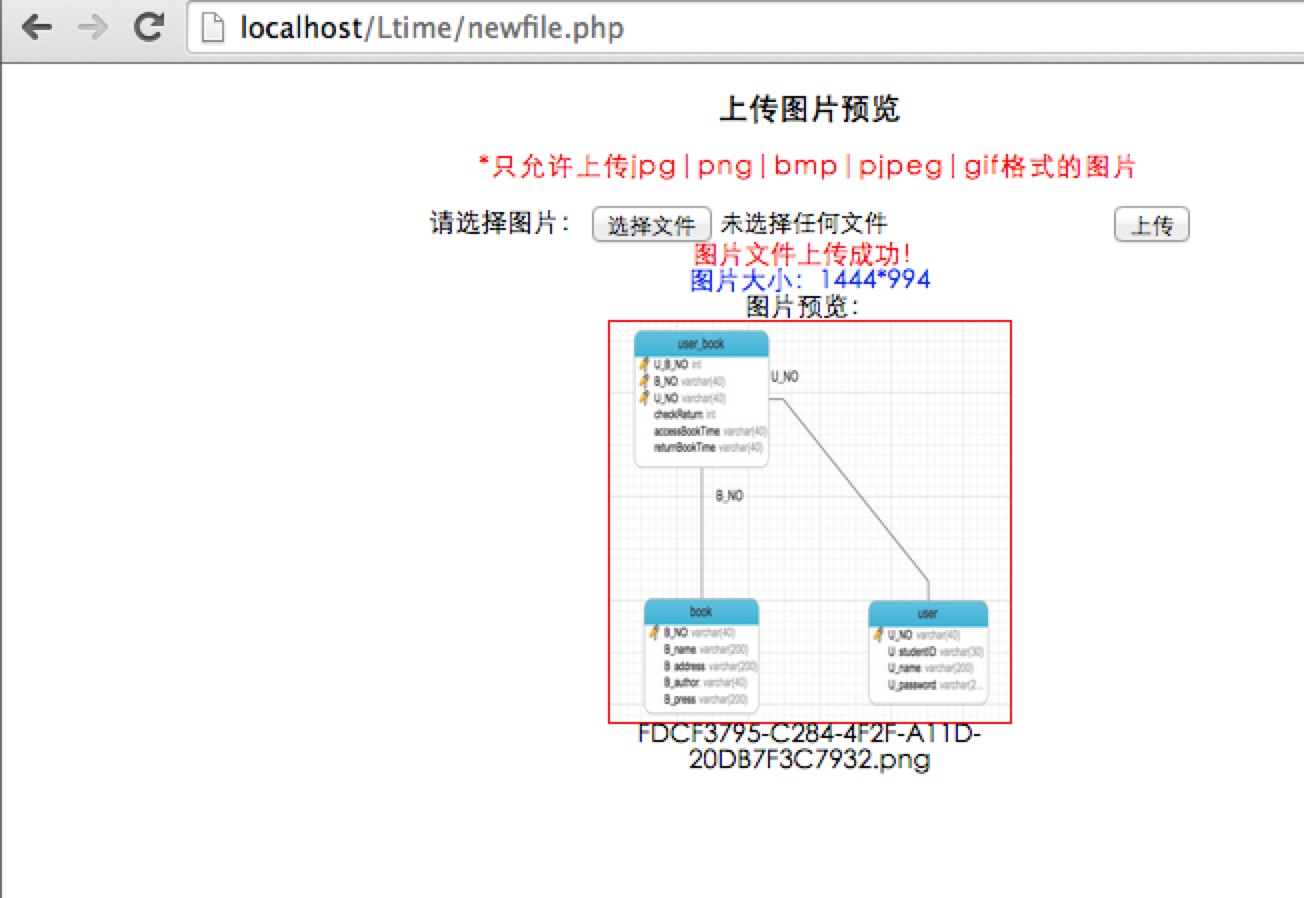 localhost/Ltime/newfile.php
上传图片预览
*只允许上传jpg|png|bmp|pjpeg|gif格式的图片
请选择图片： 选择文件 未选择任何文件 上传
图片文件上传成功！
图片大小：1444*994
图片预览：
user_book
U_B_NO int
B_NO varchar(40)
U_NO varchar(40)
checkReturn int
accessBookTime varchar(40)
returnBookTime varchar(40)
U_NO
B_NO
book
B_NO varchar(40)
B_name varchar(200)
B_address varchar(200)
B_author varchar(40)
B_press varchar(200)
user
U_NO varchar(40)
U_studentID varchar(30)
U_name varchar(200)
U_password varchar(2...
FDCF3795-C284-4F2F-A11D-
20DB7F3C7932.png